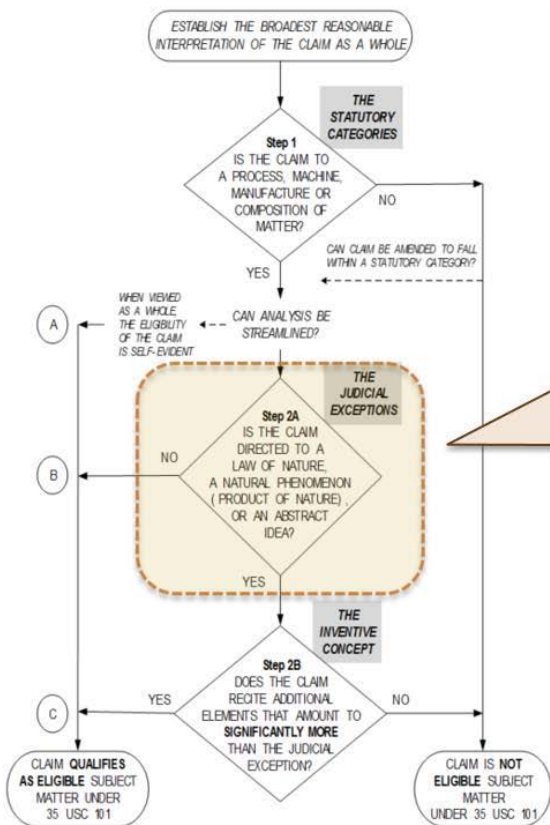 ESTABLISH THE BROADEST REASONABLE
INTERPRETATION OF THE CLAIM AS A WHOLE
THE
STATUTORY
CATEGORIES
Step 1
IS THE CLAIM TO
A PROCESS, MACHINE,
MANUFACTURE OR
COMPOSITION OF
MATTER?
NO
YES
CAN CLAIM BE AMENDED TO FALL
WITHIN A STATUTORY CATEGORY?
WHEN VIEWED
AS A WHOLE,
THE ELIGIBILITY
OF THE CLAIM
IS SELF-EVIDENT
A
CAN ANALYSIS BE
STREAMLINED?
THE
JUDICIAL
EXCEPTIONS
Step 2A
IS THE CLAIM
DIRECTED TO A
LAW OF NATURE,
A NATURAL PHENOMENON
(PRODUCT OF NATURE),
OR AN ABSTRACT
IDEA?
NO
B
YES
THE
INVENTIVE
CONCEPT
Step 2B
DOES THE CLAIM
RECITE ADDITIONAL
ELEMENTS THAT AMOUNT TO
SIGNIFICANTLY MORE
THAN THE JUDICIAL
EXCEPTION?
YES
NO
C
CLAIM QUALIFIES
AS ELIGIBLE SUBJECT
MATTER UNDER
35 USC 101
CLAIM IS NOT
ELIGIBLE SUBJECT
MATTER
UNDER 35 USC 101